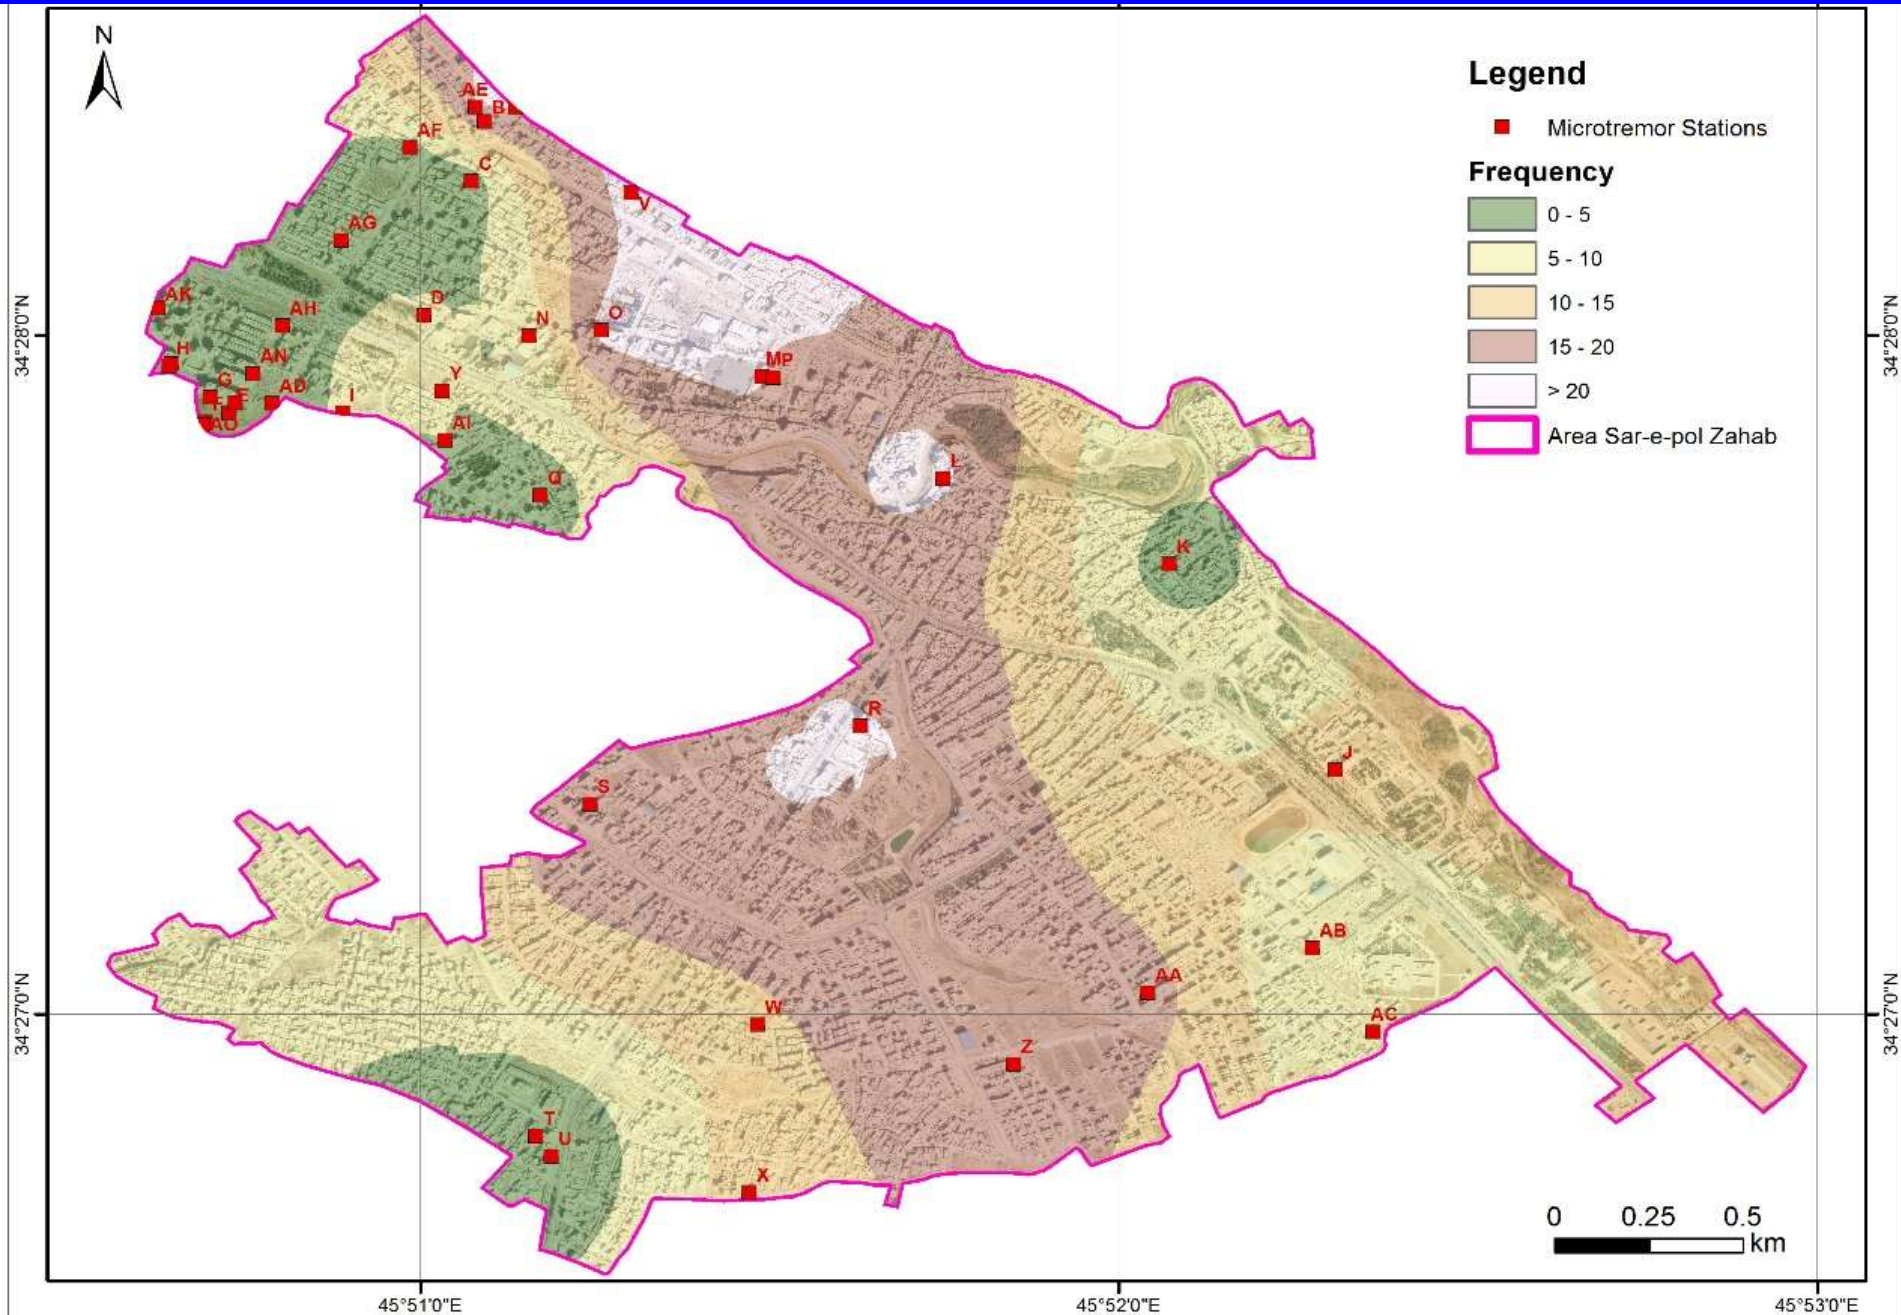 N
Legend
Microtremor Stations
Frequency
0 - 5
5 - 10
10 - 15
15 - 20
> 20
Area Sar-e-pol Zahab
AE
B
AF
C
V
AG
AK
AH
D
N
O
H
AN
MP
G
E
AD
I
Y
F
AO
AI
L
Q
K
R
J
S
AB
AA
W
AC
Z
T
U
X
34°28'0"N
34°28'0"N
34°27'0"N
34°27'0"N
0 0.25 0.5
km
45°51'0"E
45°52'0"E
45°53'0"E